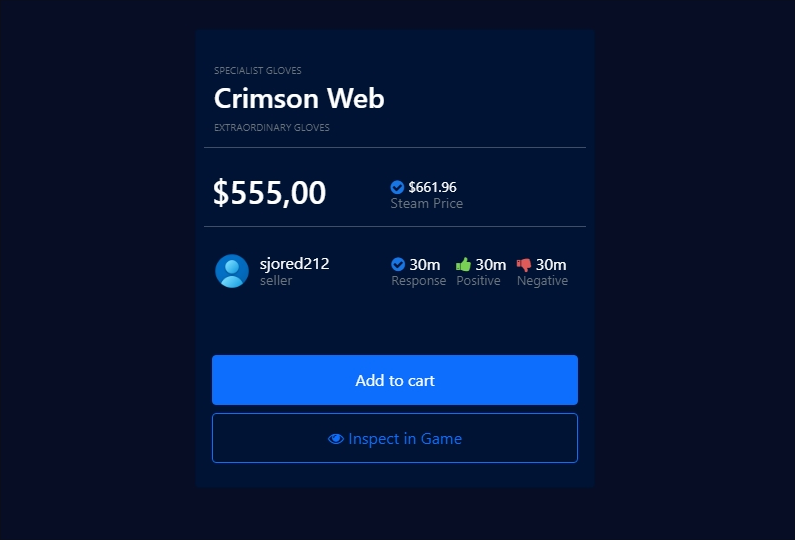 SPECIALIST GLOVES
Crimson Web
EXTRAORDINARY GLOVES
$555,00
$661.96
Steam Price
sjored212
seller
30m
Response
30m
Positive
30m
Negative
Add to cart
Inspect in Game